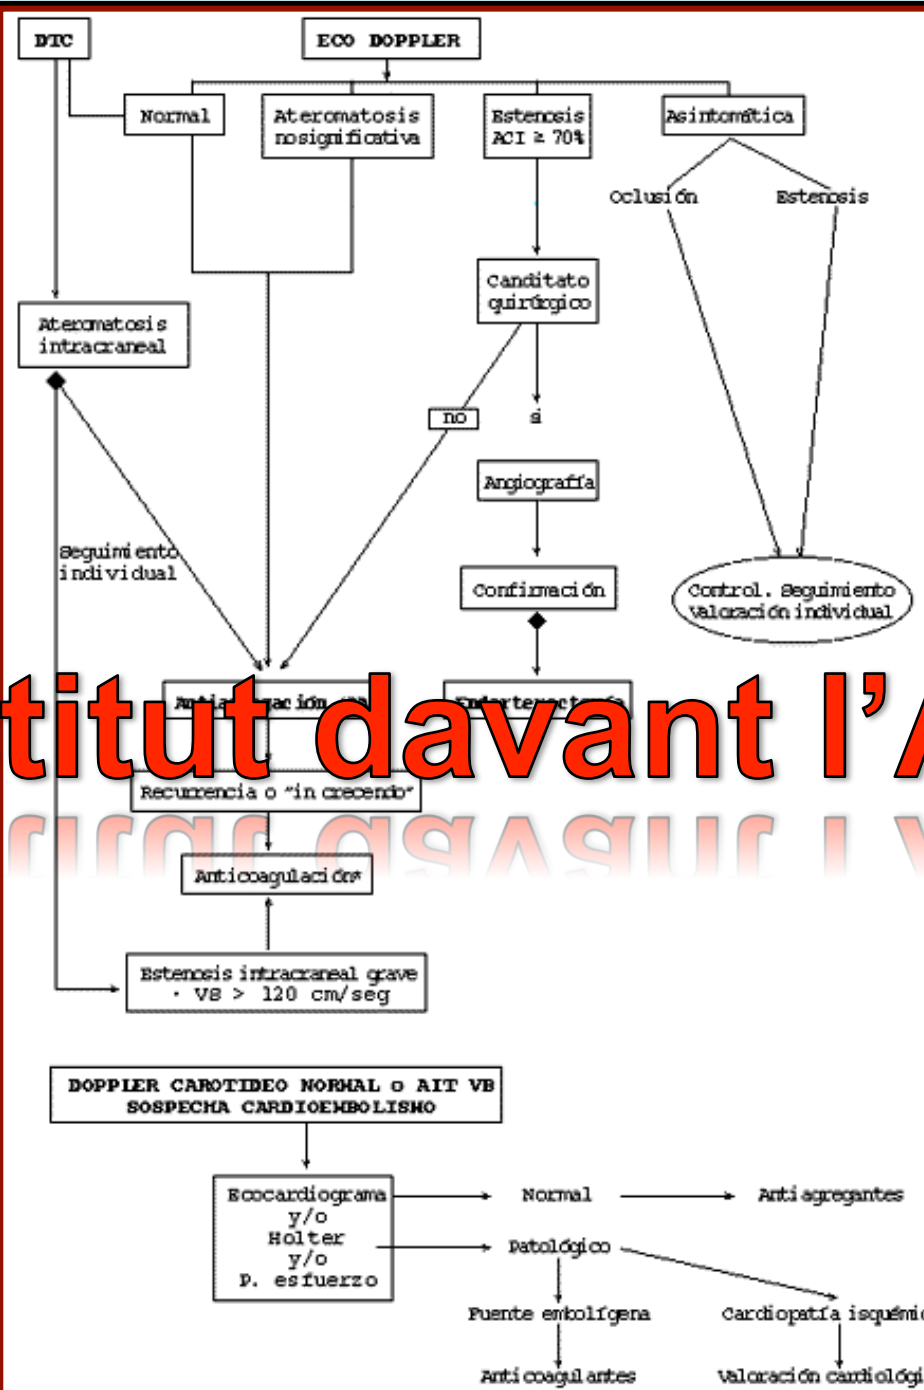 DTC
ECO DOPPLER
Normal
Ateromatosis
nosignificativa
Estenosis
ACI ≥ 70%
Asintomática
Oclusión
Estenosis
Canditato
quirúrgico
Ateromatosis
intracraneal
no
si
Angiografía
Seguimiento
individual
Confirmación
Control. Seguimiento
Valoración individual
titut davant l’A
Recurrencia o "in crecendo"
Anticoagulación*
Estenosis intracraneal grave
· VS > 120 cm/seg
DOPPLER CAROTIDEO NORMAL o AIT VB
SOSPECHA CARDIOEMBOLISMO
Ecocardiograma
y/o
Holter
y/o
P. esfuerzo
Normal
Antiagregantes
Patológico
Fuente embolígena
Cardiopatía isquémic
Anticoagulantes
Valoración cardiológi